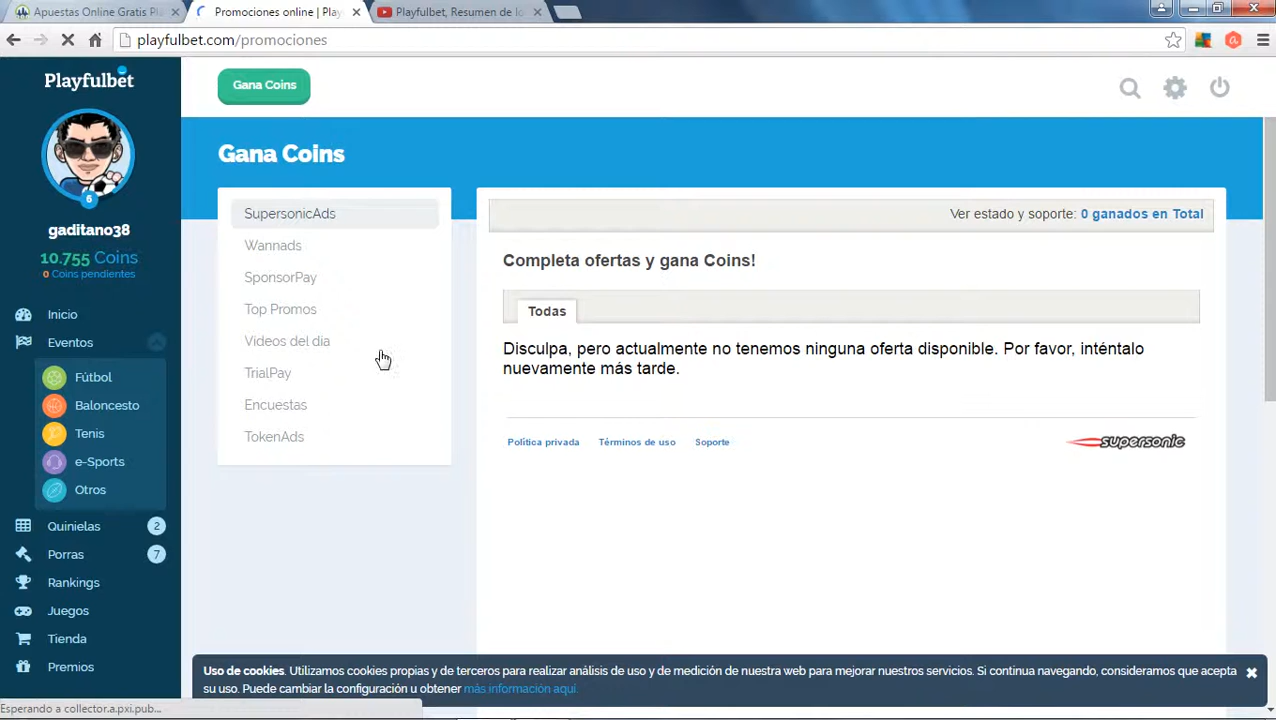 Apuestas Online Gratis Pl
Promociones online | Play
Playfulbet, Resumen de lo
playfulbet.com/promociones
Playfulbet
6
gaditano38
10.755 Coins
0 Coins pendientes
Inicio
Eventos
Fútbol
Baloncesto
Tenis
e-Sports
Otros
Quinielas 2
Porras 7
Rankings
Juegos
Tienda
Premios
Gana Coins
Gana Coins
SupersonicAds
Wannads
SponsorPay
Top Promos
Videos del dia
TrialPay
Encuestas
TokenAds
Ver estado y soporte: 0 ganados en Total
Completa ofertas y gana Coins!
Todas
Disculpa, pero actualmente no tenemos ninguna oferta disponible. Por favor, inténtalo
nuevamente más tarde.
Política privada Términos de uso Soporte
supersonic
Uso de cookies. Utilizamos cookies propias y de terceros para realizar análisis de uso y de medición de nuestra web para mejorar nuestros servicios. Si continua navegando, consideramos que acepta
su uso. Puede cambiar la configuración u obtener más información aquí.
Esperando a collector.a.pxi.pub...